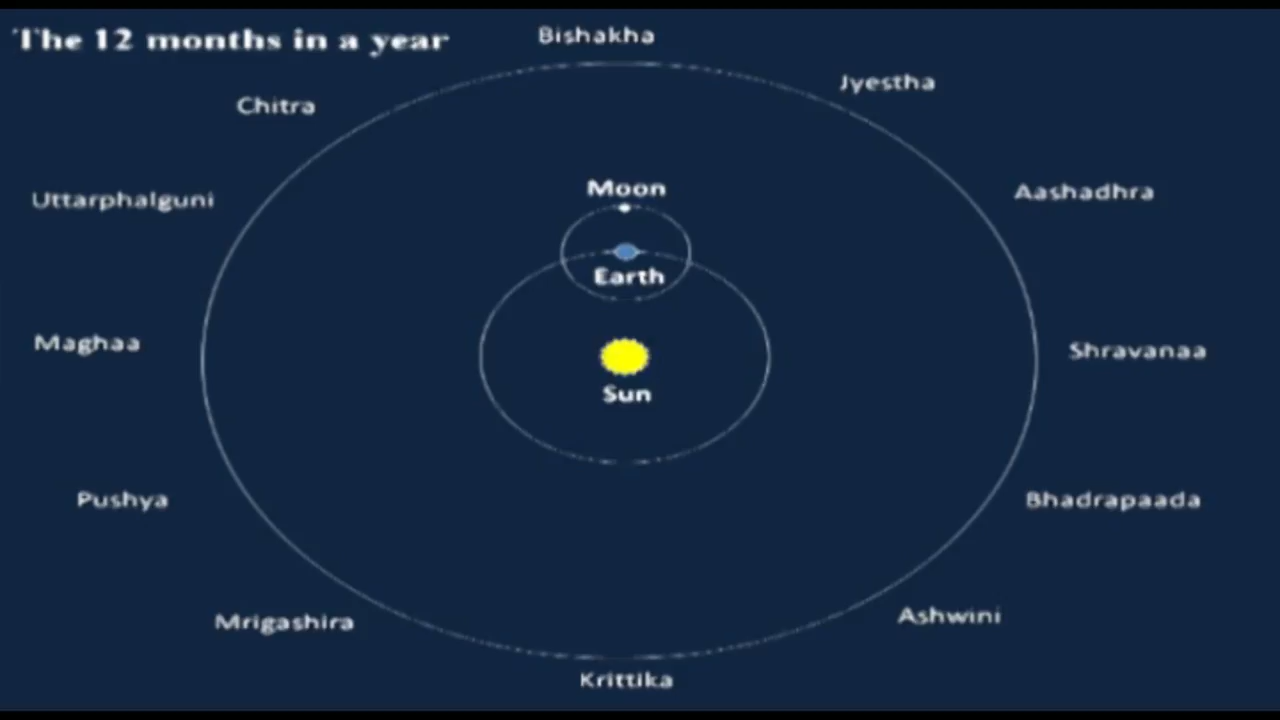 The 12 months in a year
Bishakha
Jyestha
Chitra
Moon
Aashadhra
Uttarphalguni
Earth
Maghaa
Shravanaa
Sun
Pushya
Bhadrapaada
Ashwini
Mrigashira
Krittika